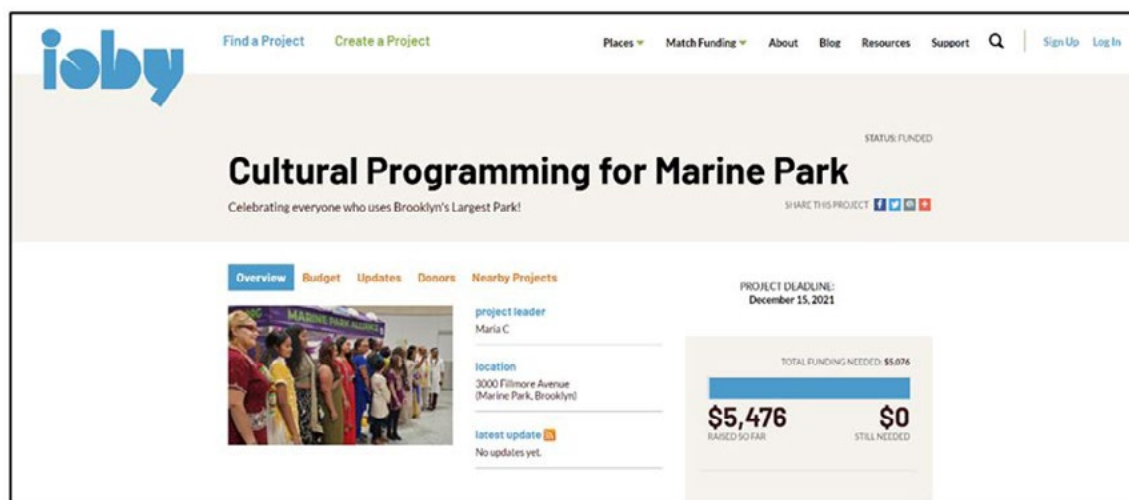 ioby
Find a Project Create a Project Places Match Funding About Blog Resources Support Sign Up Log In
STATUS: FUNDED
Cultural Programming for Marine Park
Celebrating everyone who uses Brooklyn's Largest Park!
SHARE THIS PROJECT
Overview Budget Updates Donors Nearby Projects
MARINE PARK ALLIANCE
project leader
Maria C
location
3000 Fillmore Avenue
(Marine Park, Brooklyn)
latest update
No updates yet.
PROJECT DEADLINE:
December 15, 2021
TOTAL FUNDING NEEDED: $5,076
$5,476 $0
RAISED SO FAR STILL NEEDED